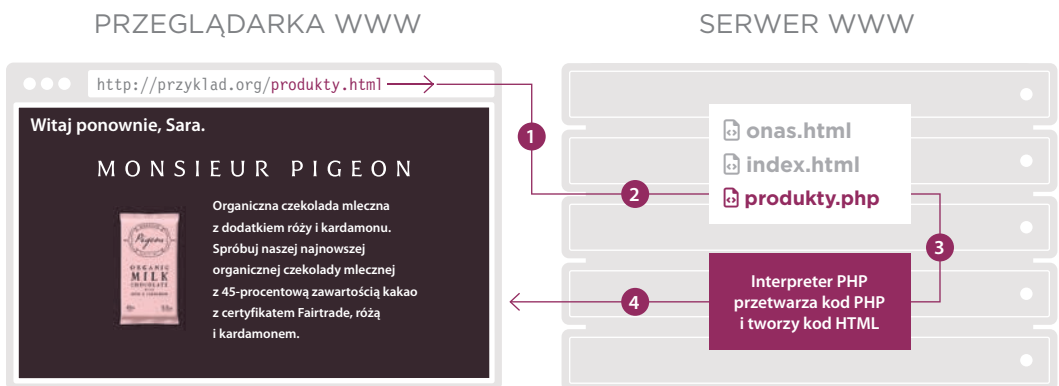 PRZEGLĄDARKA WWW
http://przyklad.org/produkty.html
Witaj ponownie, Sara.
MONSIEUR PIGEON
Pigeon
ORGANIC
MILK
CHOCOLATE
Organiczna czekolada mleczna
z dodatkiem róży i kardamonu.
Spróbuj naszej najnowszej
organicznej czekolady mlecznej
z 45-procentową zawartością kakao
z certyfikatem Fairtrade, różą
i kardamonem.
1
2
3
4
SERWER WWW
onas.html
index.html
produkty.php
Interpreter PHP
przetwarza kod PHP
i tworzy kod HTML